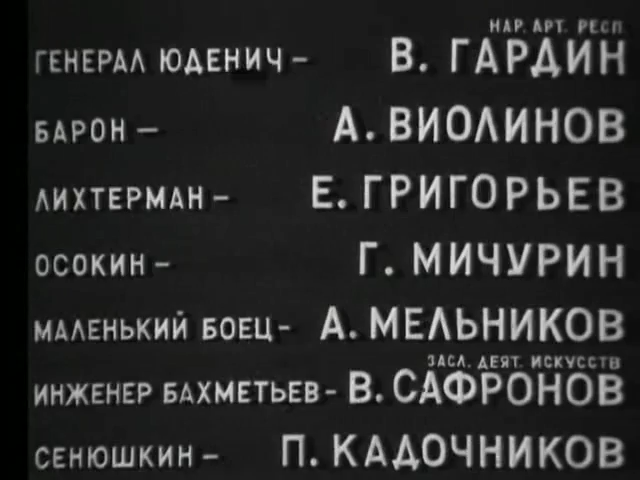 НАР. АРТ. РЕСП.
ГЕНЕРАЛ ЮДЕНИЧ – В. ГАРДИН
БАРОН – А. ВИОЛИНОВ
ЛИХТЕРМАН – Е. ГРИГОРЬЕВ
ОСОКИН – Г. МИЧУРИН
МАЛЕНЬКИЙ БОЕЦ – А. МЕЛЬНИКОВ
ЗАСЛ. ДЕЯТ. ИСКУССТВ
ИНЖЕНЕР БАХМЕТЬЕВ – В. САФРОНОВ
СЕНЮШКИН – П. КАДОЧНИКОВ